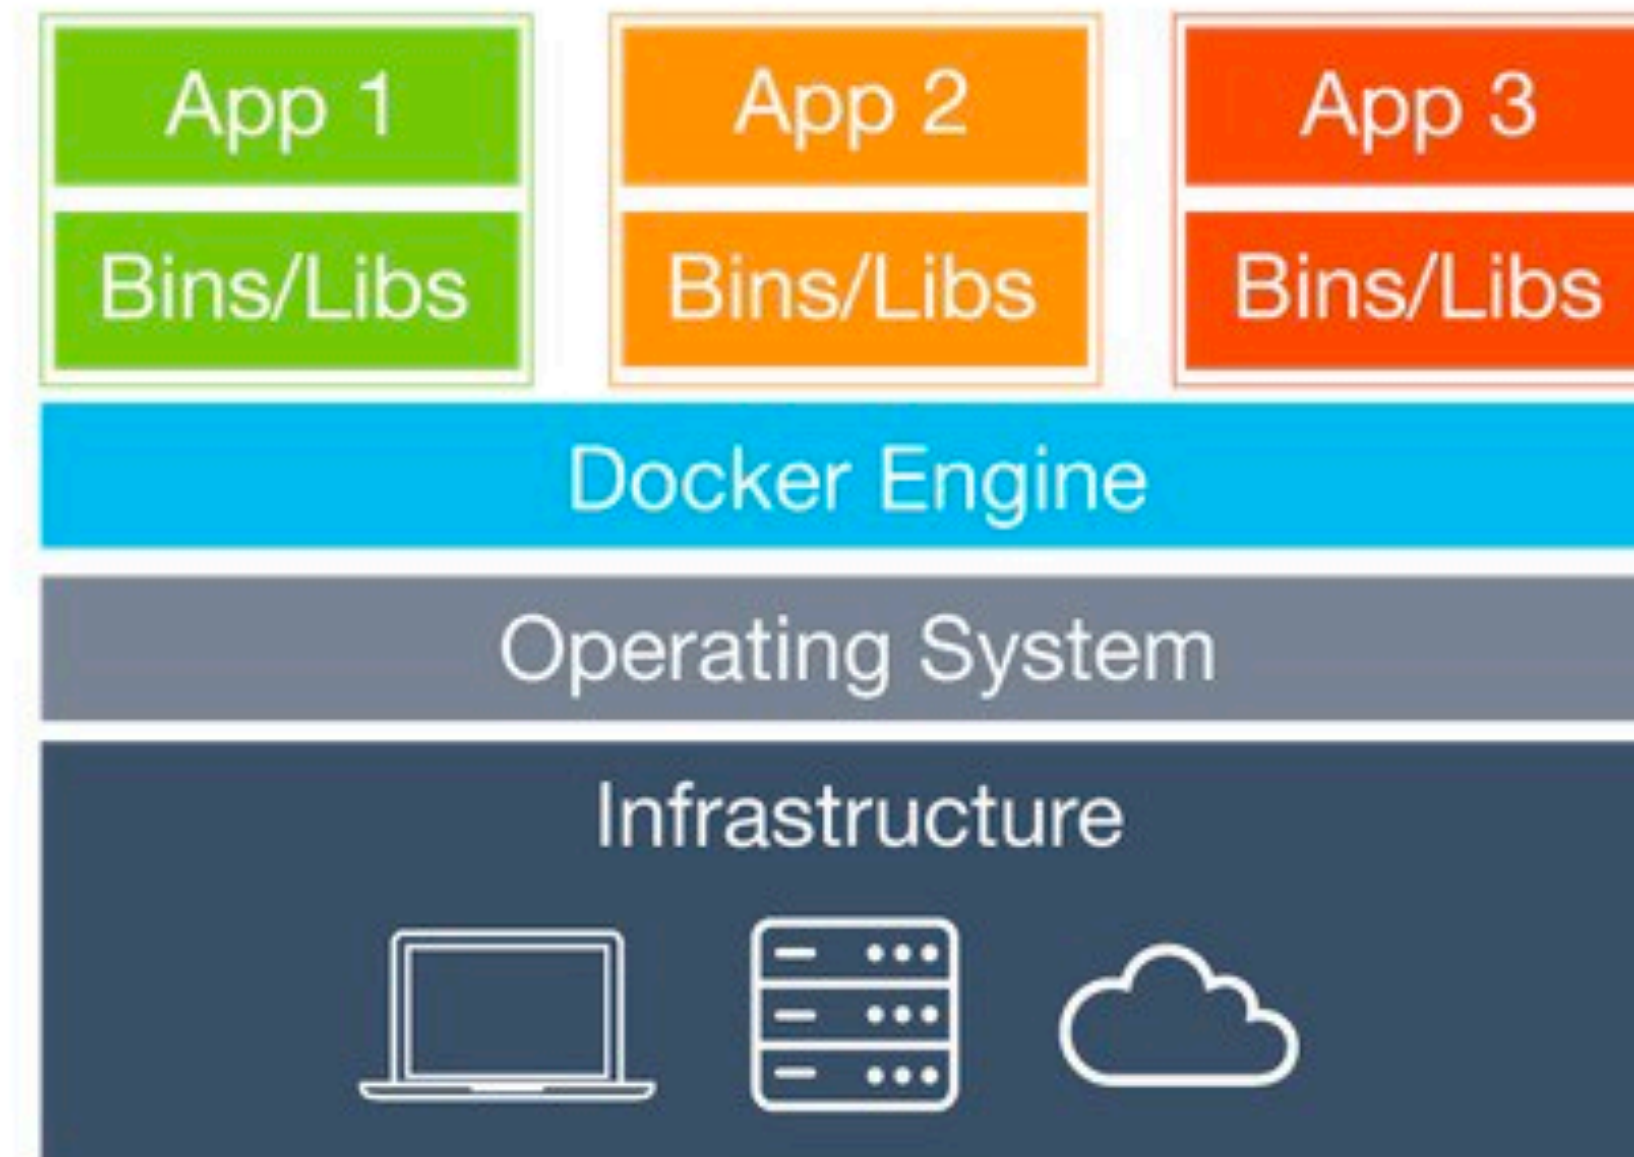 App 1
App 2
App 3
Bins/Libs
Bins/Libs
Bins/Libs
Docker Engine
Operating System
Infrastructure